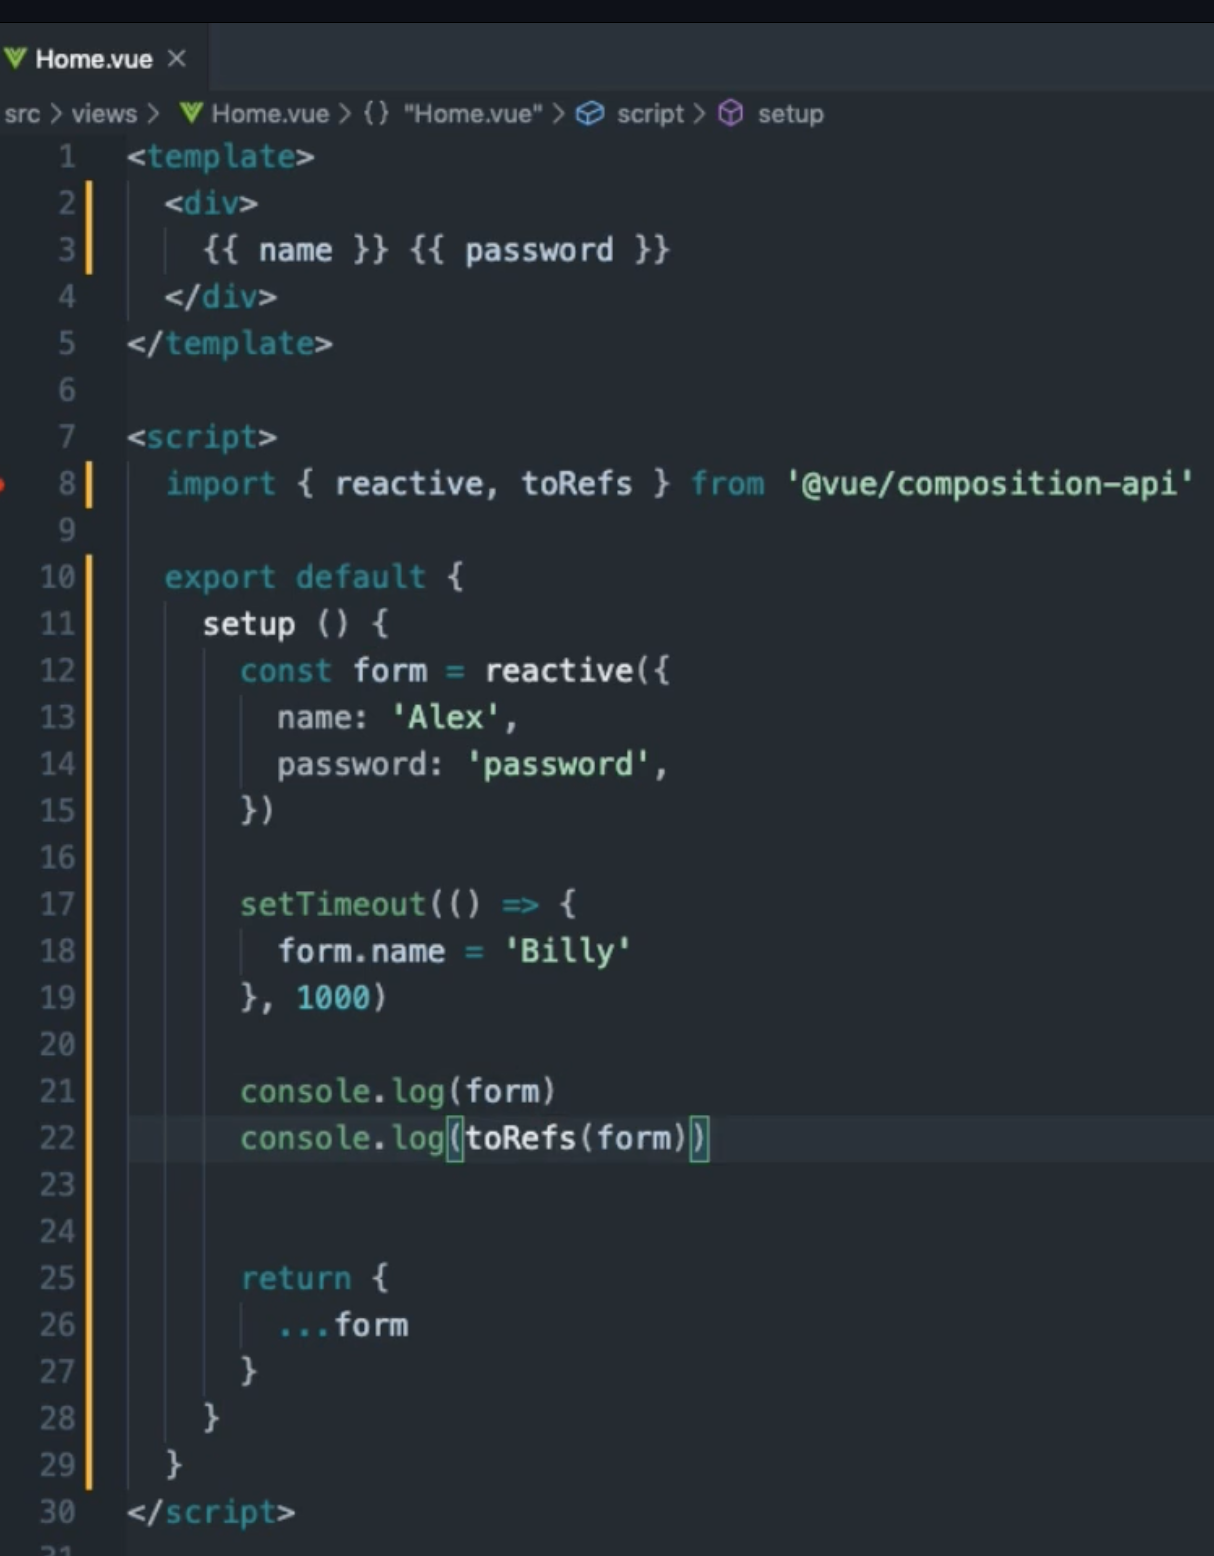 Home.vue ×
src > views > Home.vue > {} "Home.vue" > script > setup
1 <template>
2 <div>
3 {{ name }} {{ password }}
4 </div>
5 </template>
6
7 <script>
8 import { reactive, toRefs } from '@vue/composition-api'
9
10 export default {
11 setup () {
12 const form = reactive({
13 name: 'Alex',
14 password: 'password',
15 })
16
17 setTimeout(() => {
18 form.name = 'Billy'
19 }, 1000)
20
21 console.log(form)
22 console.log(toRefs(form))
23
24
25 return {
26 ...form
27 }
28 }
29 }
30 </script>
31